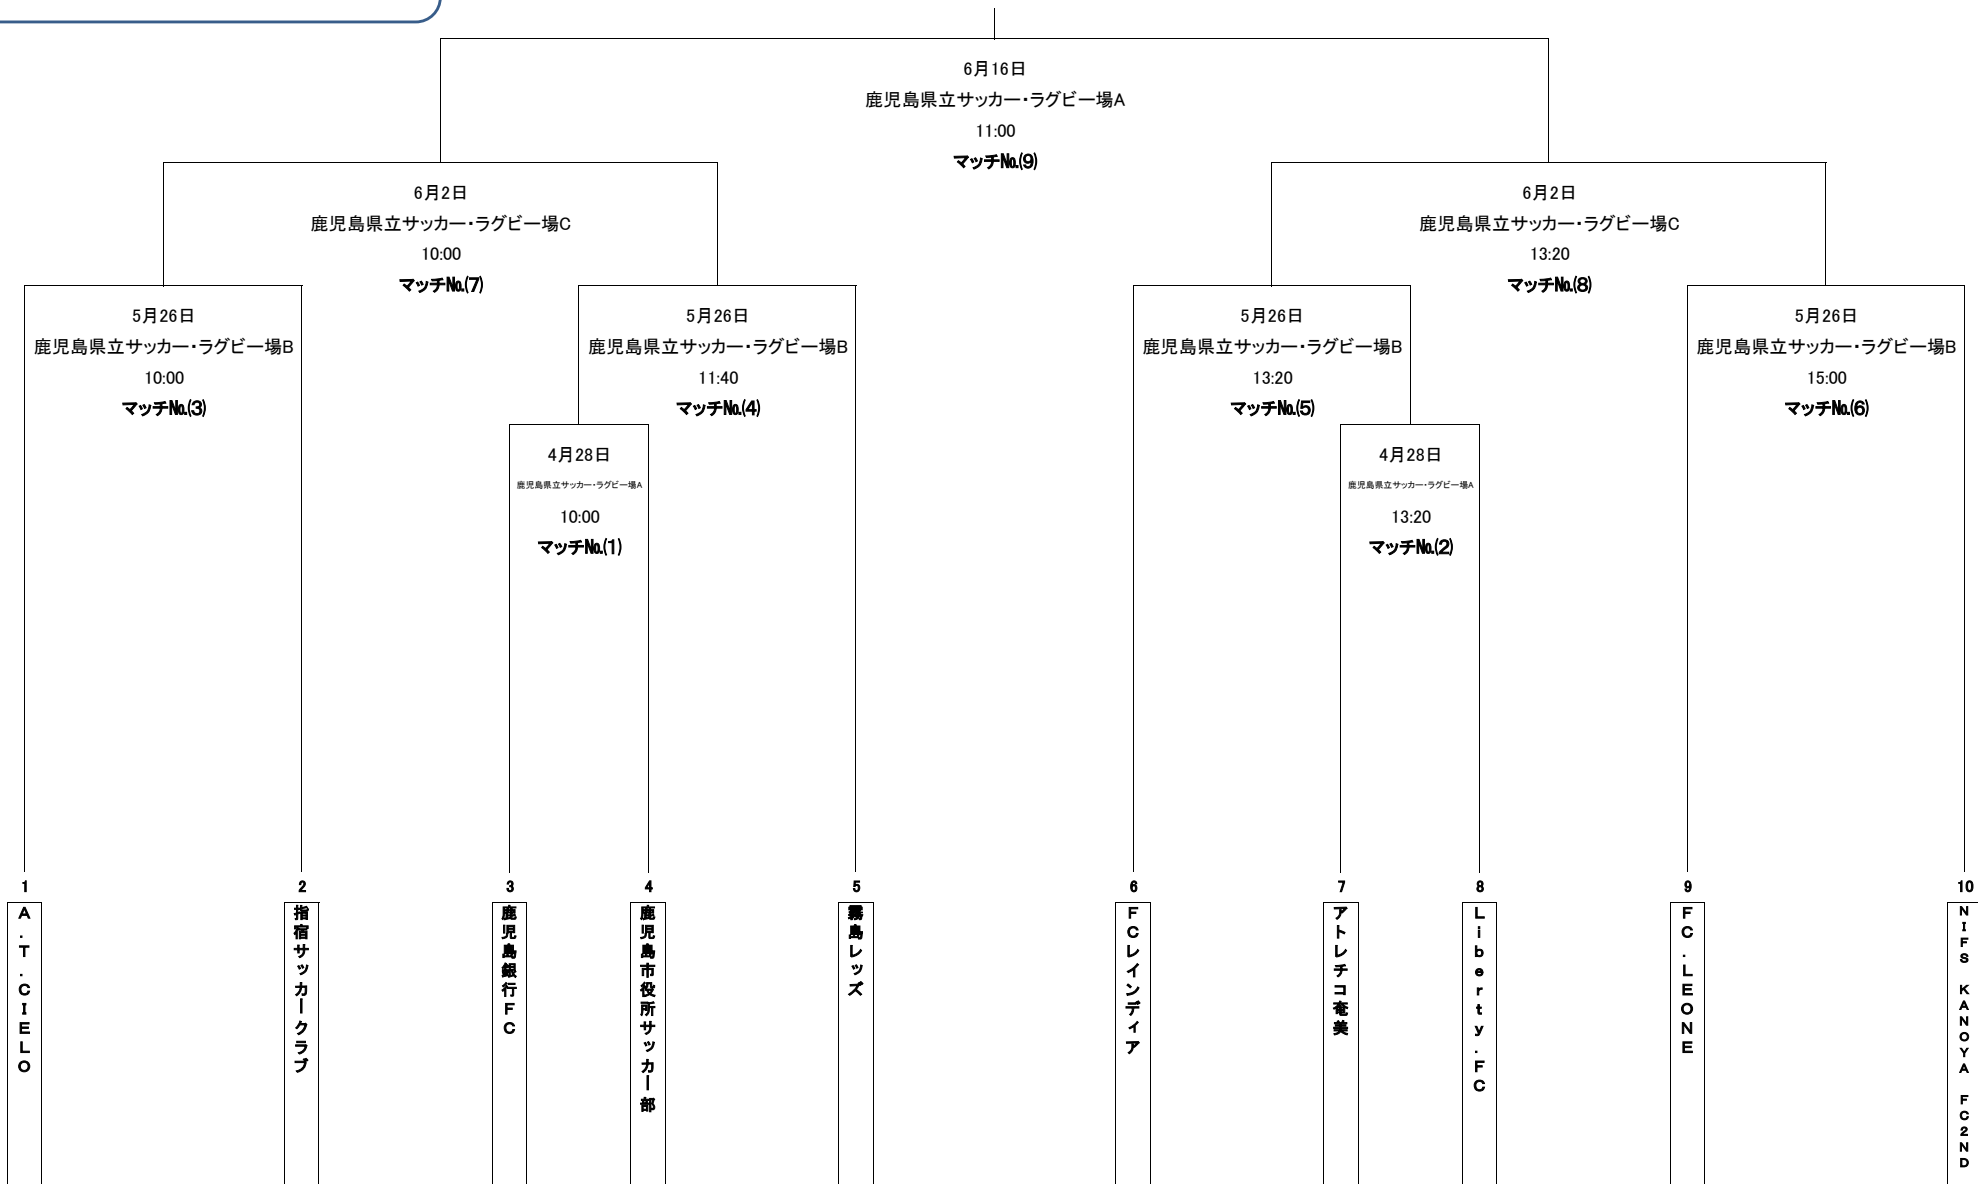 6月16日
鹿児島県立サッカー・ラグビー場A
11:00
マッチ№(9)
6月2日
鹿児島県立サッカー・ラグビー場C
10:00
マッチ№(7)
6月2日
鹿児島県立サッカー・ラグビー場C
13:20
マッチ№(8)
5月26日
鹿児島県立サッカー・ラグビー場B
10:00
マッチ№(3)
5月26日
鹿児島県立サッカー・ラグビー場B
11:40
マッチ№(4)
5月26日
鹿児島県立サッカー・ラグビー場B
13:20
マッチ№(5)
5月26日
鹿児島県立サッカー・ラグビー場B
15:00
マッチ№(6)
4月28日
鹿児島県立サッカー・ラグビー場A
10:00
マッチ№(1)
4月28日
鹿児島県立サッカー・ラグビー場A
13:20
マッチ№(2)
1
A.T.CIELO
2
指宿サッカークラブ
3
鹿児島銀行FC
4
鹿児島市役所サッカー部
5
霧島レッズ
6
FCレインディア
7
アトレチコ奄美
8
Liberty.FC
9
FC.LEONE
10
NIFS KANOYA FC2ND